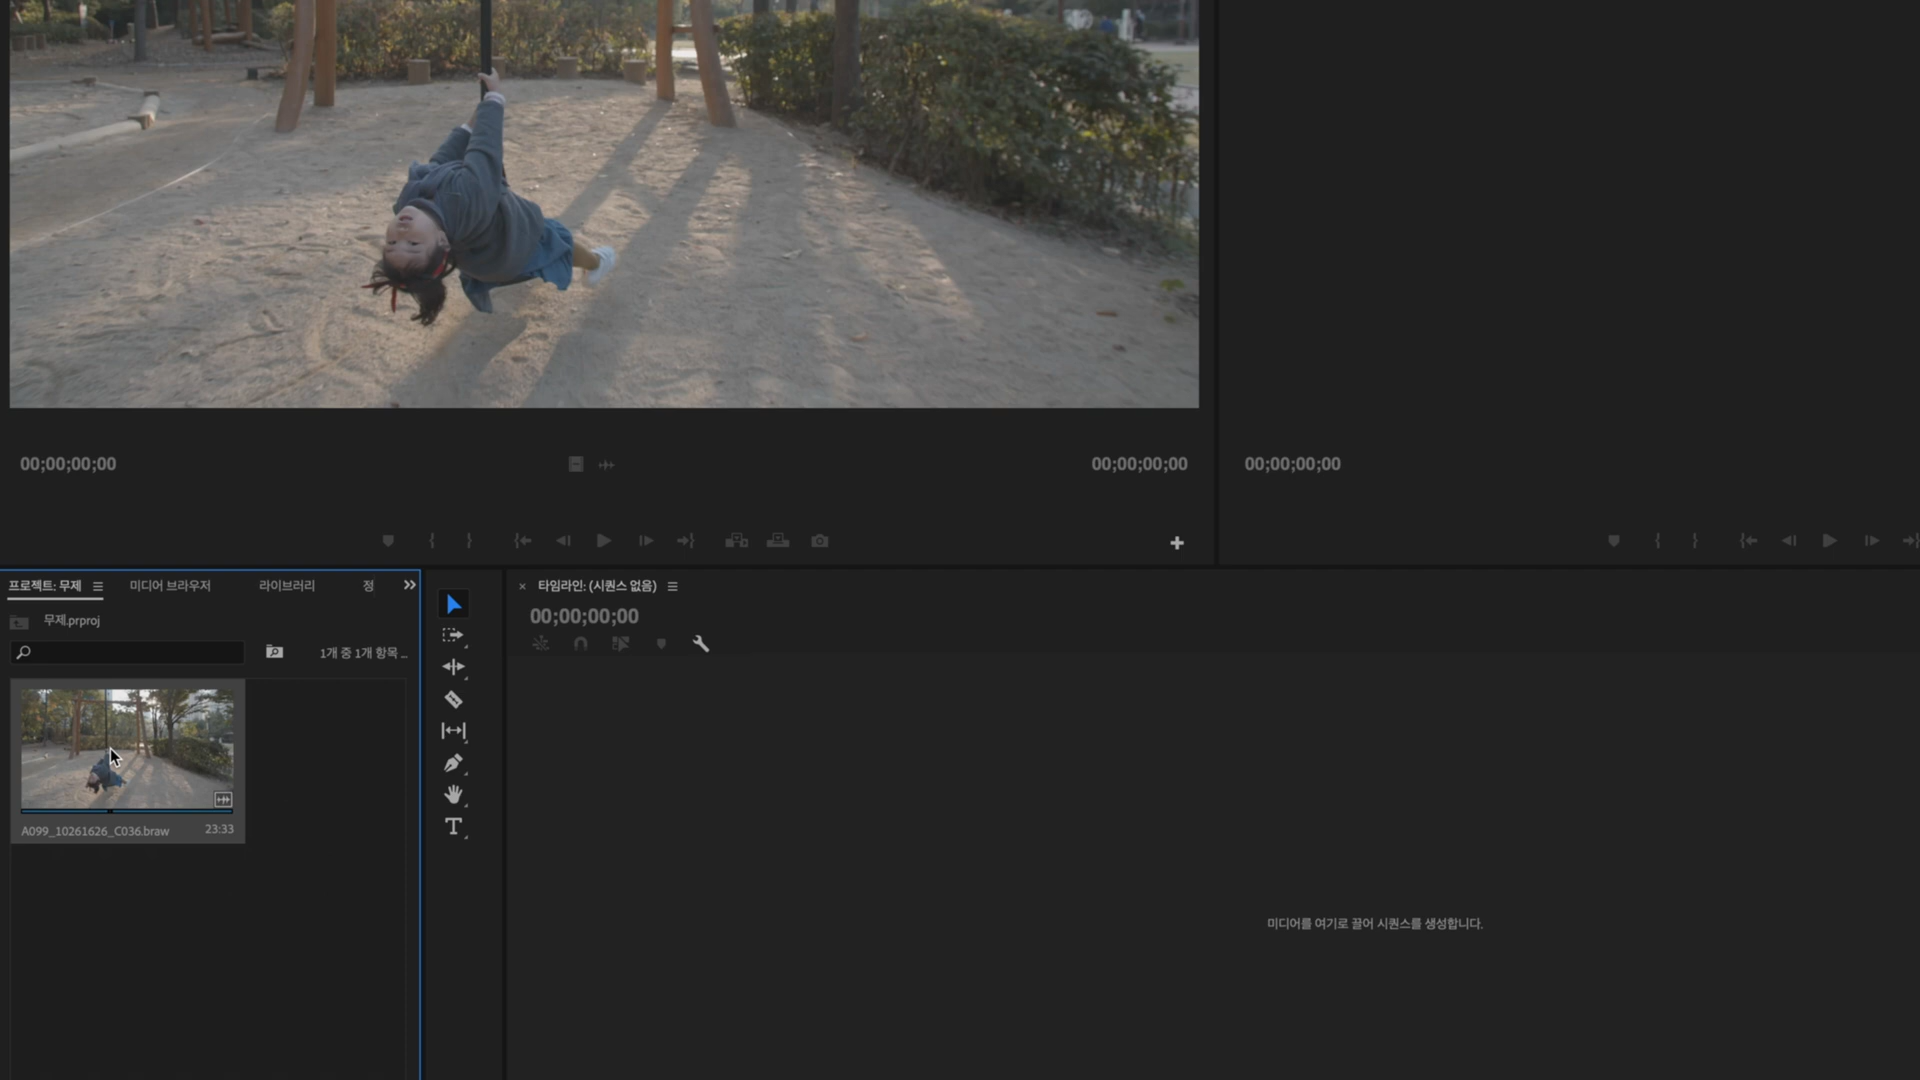 00;00;00;00
00;00;00;00
00;00;00;00
프로젝트: 무제
미디어 브라우저
라이브러리
정
무제.prproj
1개 중 1개 항목 ...
A099_10261626_C036.braw
23:33
타임라인: (시퀀스 없음)
00;00;00;00
미디어를 여기로 끌어 시퀀스를 생성합니다.